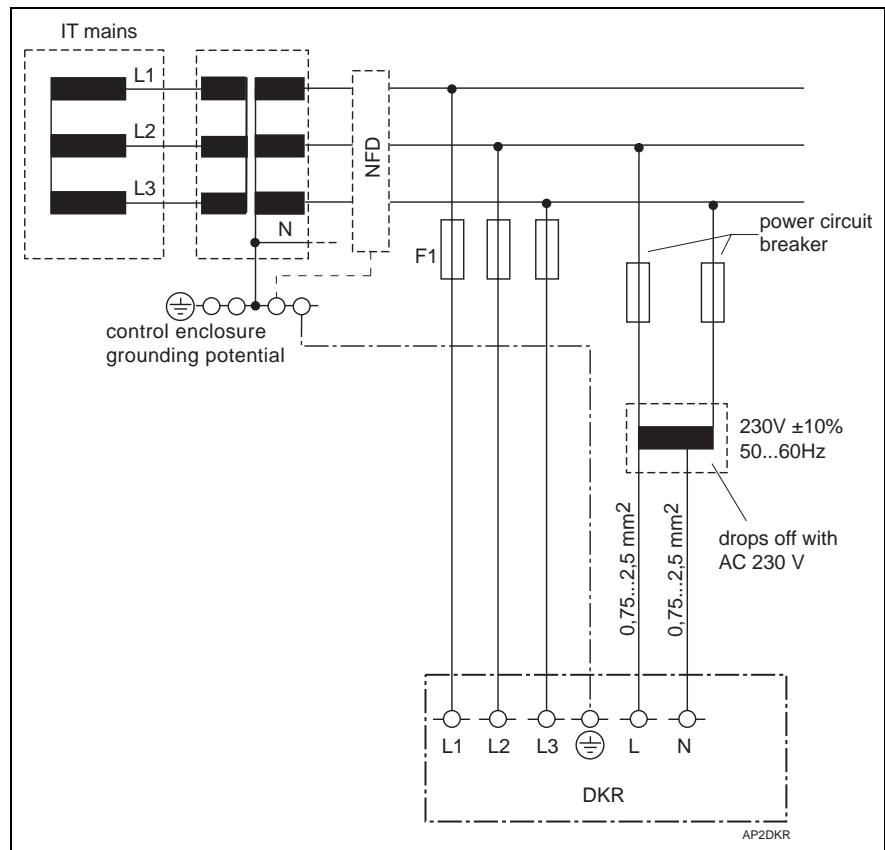 IT mains
L1
L2
L3
N
NFD
F1
power circuit
breaker
control enclosure
grounding potential
230V ±10%
50...60Hz
0,75...2,5 mm2
0,75...2,5 mm2
drops off with
AC 230 V
L1 L2 L3 L N
DKR
AP2DKR